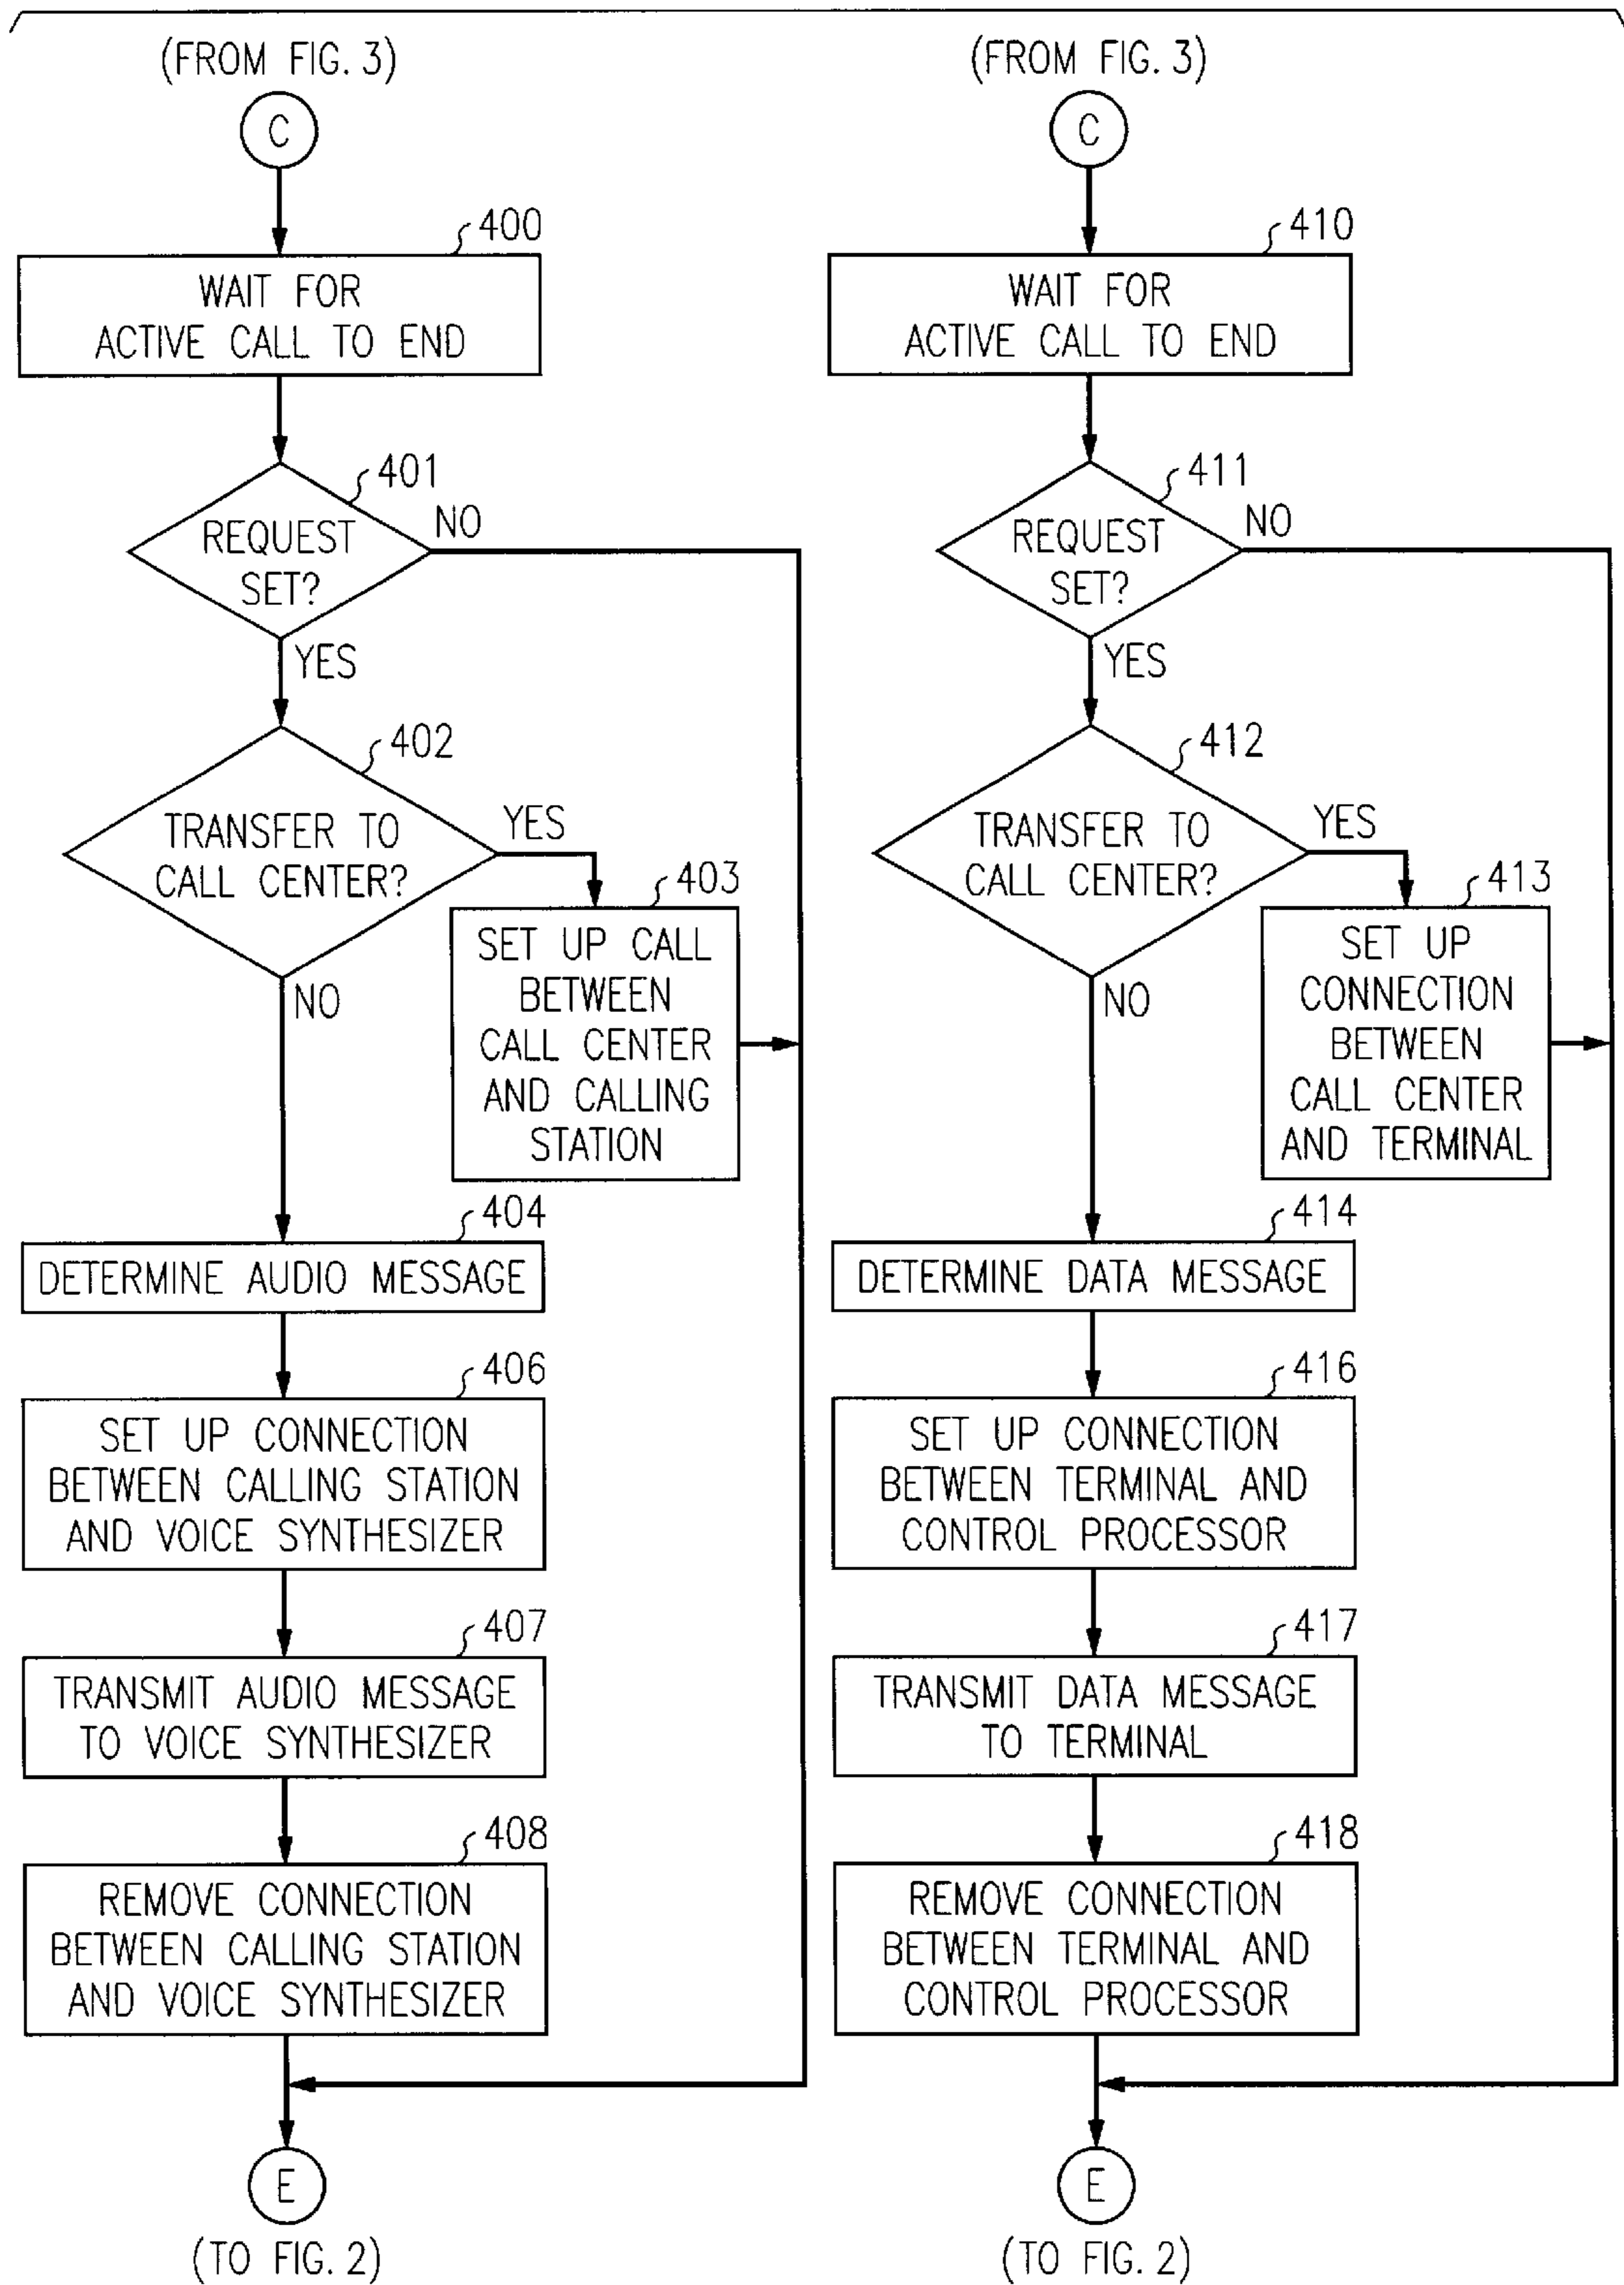 (FROM FIG. 3)
C
400
WAIT FOR
ACTIVE CALL TO END
401
REQUEST
SET?
NO
YES
402
TRANSFER TO
CALL CENTER?
YES
NO
403
SET UP CALL
BETWEEN
CALL CENTER
AND CALLING
STATION
404
DETERMINE AUDIO MESSAGE
406
SET UP CONNECTION
BETWEEN CALLING STATION
AND VOICE SYNTHESIZER
407
TRANSMIT AUDIO MESSAGE
TO VOICE SYNTHESIZER
408
REMOVE CONNECTION
BETWEEN CALLING STATION
AND VOICE SYNTHESIZER
E
(TO FIG. 2)
(FROM FIG. 3)
C
410
WAIT FOR
ACTIVE CALL TO END
411
REQUEST
SET?
NO
YES
412
TRANSFER TO
CALL CENTER?
YES
NO
413
SET UP
CONNECTION
BETWEEN
CALL CENTER
AND TERMINAL
414
DETERMINE DATA MESSAGE
416
SET UP CONNECTION
BETWEEN TERMINAL AND
CONTROL PROCESSOR
417
TRANSMIT DATA MESSAGE
TO TERMINAL
418
REMOVE CONNECTION
BETWEEN TERMINAL AND
CONTROL PROCESSOR
E
(TO FIG. 2)